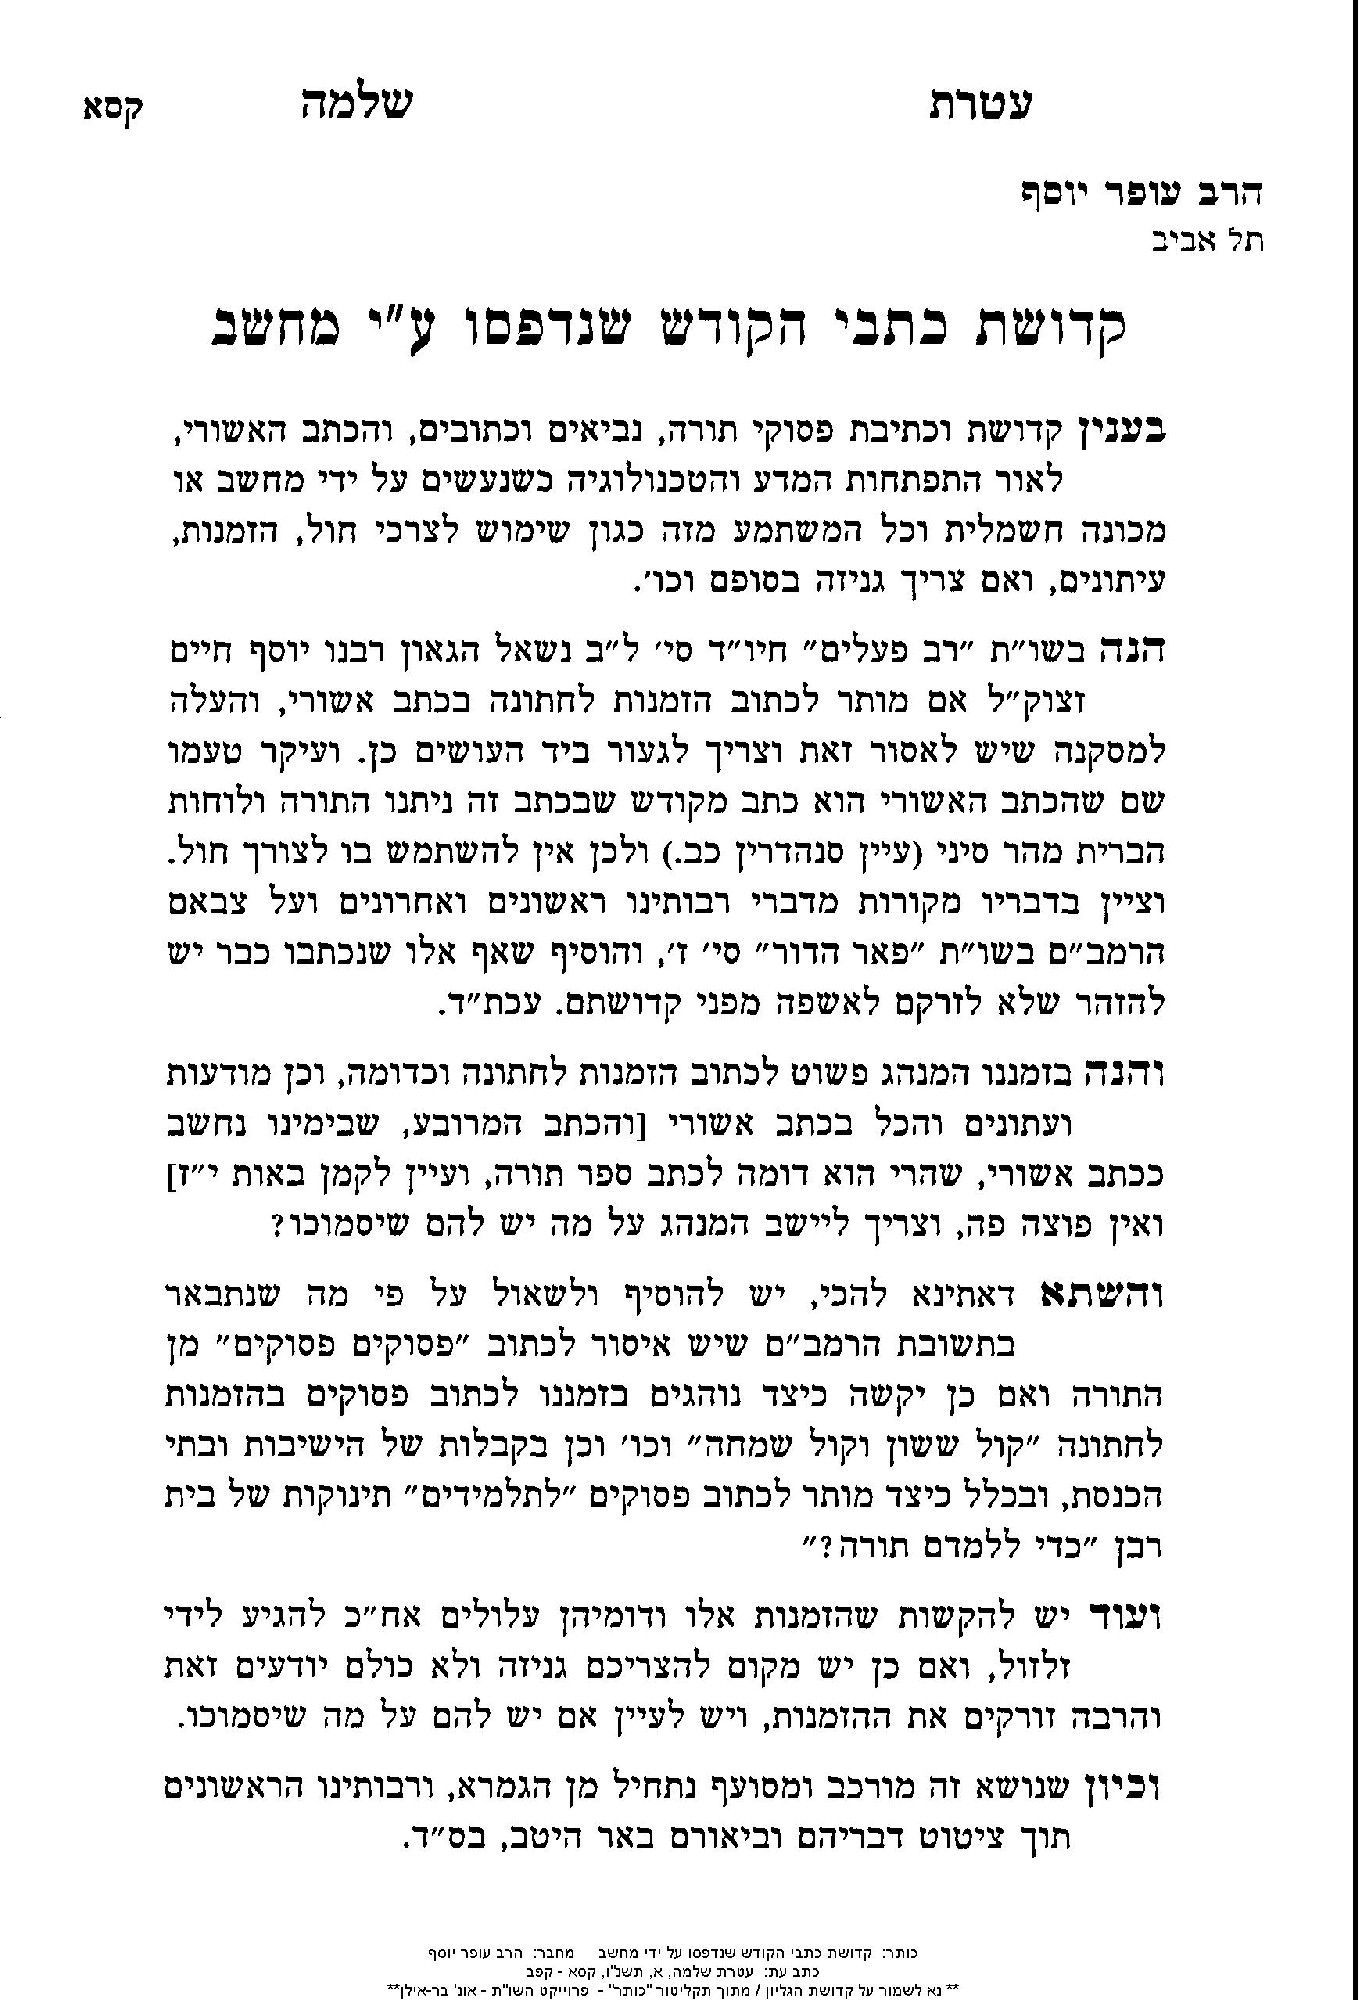 עטרת שלמה קסא
הרב עופר יוסף
תל אביב
קדושת כתבי הקודש שנדפסו ע"י מחשב
בענין קדושת וכתיבת פסוקי תורה, נביאים וכתובים, והכתב האשורי,
לאור התפתחות המדע והטכנולוגיה כשנעשים על ידי מחשב או
מכונה חשמלית וכל המשתמע מזה כגון שימוש לצרכי חול, הזמנות,
עיתונים, ואם צריך גניזה בסופם וכו'.
הנה בשו"ת "רב פעלים" חיו"ד סי' ל"ב נשאל הגאון רבנו יוסף חיים
זצוק"ל אם מותר לכתוב הזמנות לחתונה בכתב אשורי, והעלה
למסקנה שיש לאסור זאת וצריך לגעור ביד העושים כן. ועיקר טעמו
שם שהכתב האשורי הוא כתב מקודש שבכתב זה ניתנו התורה ולוחות
הברית מהר סיני (עיין סנהדרין כב.) ולכן אין להשתמש בו לצורך חול.
וציין בדבריו מקורות מדברי רבותינו ראשונים ואחרונים ועל צבאם
הרמב"ם בשו"ת "פאר הדור" סי' ז', והוסיף שאף אלו שנכתבו כבר יש
להזהר שלא לזרקם לאשפה מפני קדושתם. עכת"ד.
והנה בזמננו המנהג פשוט לכתוב הזמנות לחתונה וכדומה, וכן מודעות
ועתונים והכל בכתב אשורי [והכתב המרובע, שבימינו נחשב
ככתב אשורי, שהרי הוא דומה לכתב ספר תורה, ועיין לקמן באות י"ז]
ואין פוצה פה, וצריך ליישב המנהג על מה יש להם שיסמוכו?
והשתא דאתינא להכי, יש להוסיף ולשאול על פי מה שנתבאר
בתשובת הרמב"ם שיש איסור לכתוב "פסוקים פסוקים" מן
התורה ואם כן יקשה כיצד נוהגים בזמננו לכתוב פסוקים בהזמנות
לחתונה "קול ששון וקול שמחה" וכו' וכן בקבלות של הישיבות ובתי
הכנסת, ובכלל כיצד מותר לכתוב פסוקים "לתלמידים" תינוקות של בית
רבן "כדי ללמדם תורה?"
ועוד יש להקשות שהזמנות אלו ודומיהן עלולים אח"כ להגיע לידי
זלזול, ואם כן יש מקום להצריכם גניזה ולא כולם יודעים זאת
והרבה זורקים את ההזמנות, ויש לעיין אם יש להם על מה שיסמוכו.
וכיון שנושא זה מורכב ומסועף נתחיל מן הגמרא, ורבותינו הראשונים
תוך ציטוט דבריהם וביאורם באר היטב, בס"ד.
כותר: קדושת כתבי הקודש שנדפסו על ידי מחשב מחבר: הרב עופר יוסף
כתב עת: עטרת שלמה, א, תשנ"ו, קסא - קפב
** נא לשמור על קדושת הגליון / מתוך תקליטור "כותר" - פרוייקט השו"ת - אונ' בר-אילן**